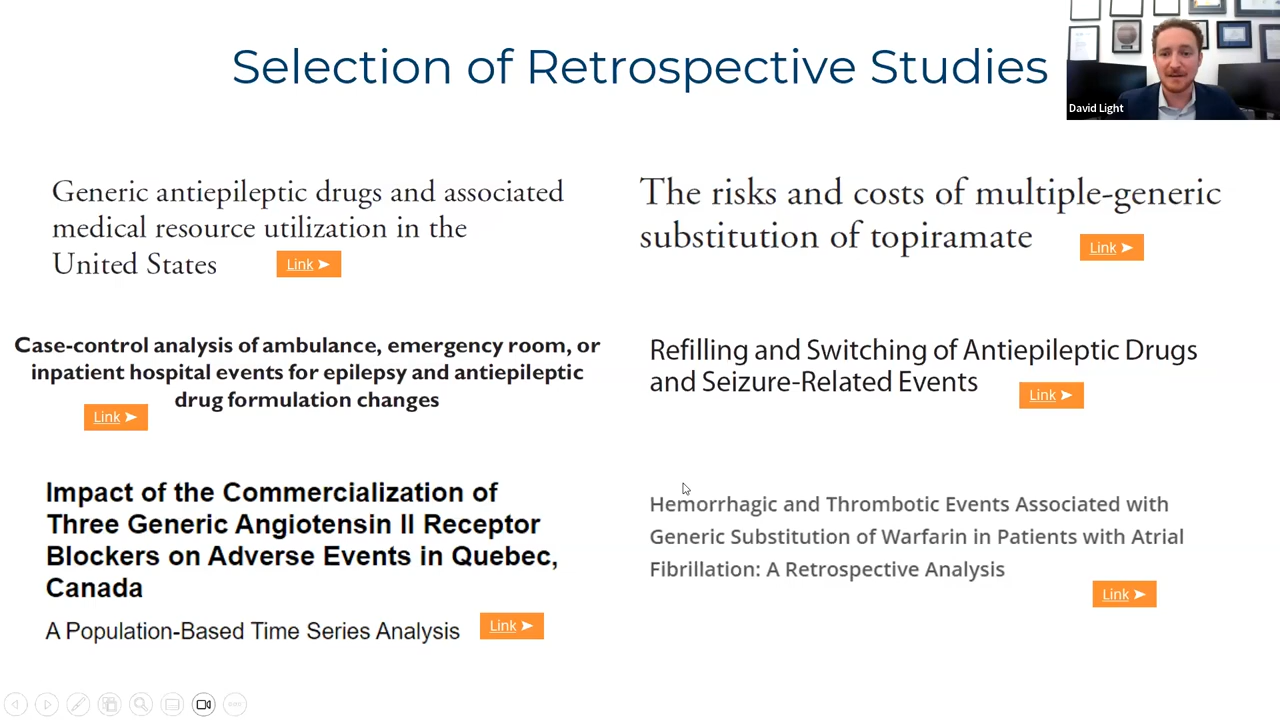 Selection of Retrospective Studies
David Light
Generic antiepileptic drugs and associated
medical resource utilization in the
United States
Link
The risks and costs of multiple-generic
substitution of topiramate
Link
Case-control analysis of ambulance, emergency room, or
inpatient hospital events for epilepsy and antiepileptic
drug formulation changes
Link
Refilling and Switching of Antiepileptic Drugs
and Seizure-Related Events
Link
Impact of the Commercialization of
Three Generic Angiotensin II Receptor
Blockers on Adverse Events in Quebec,
Canada
A Population-Based Time Series Analysis
Link
Hemorrhagic and Thrombotic Events Associated with
Generic Substitution of Warfarin in Patients with Atrial
Fibrillation: A Retrospective Analysis
Link